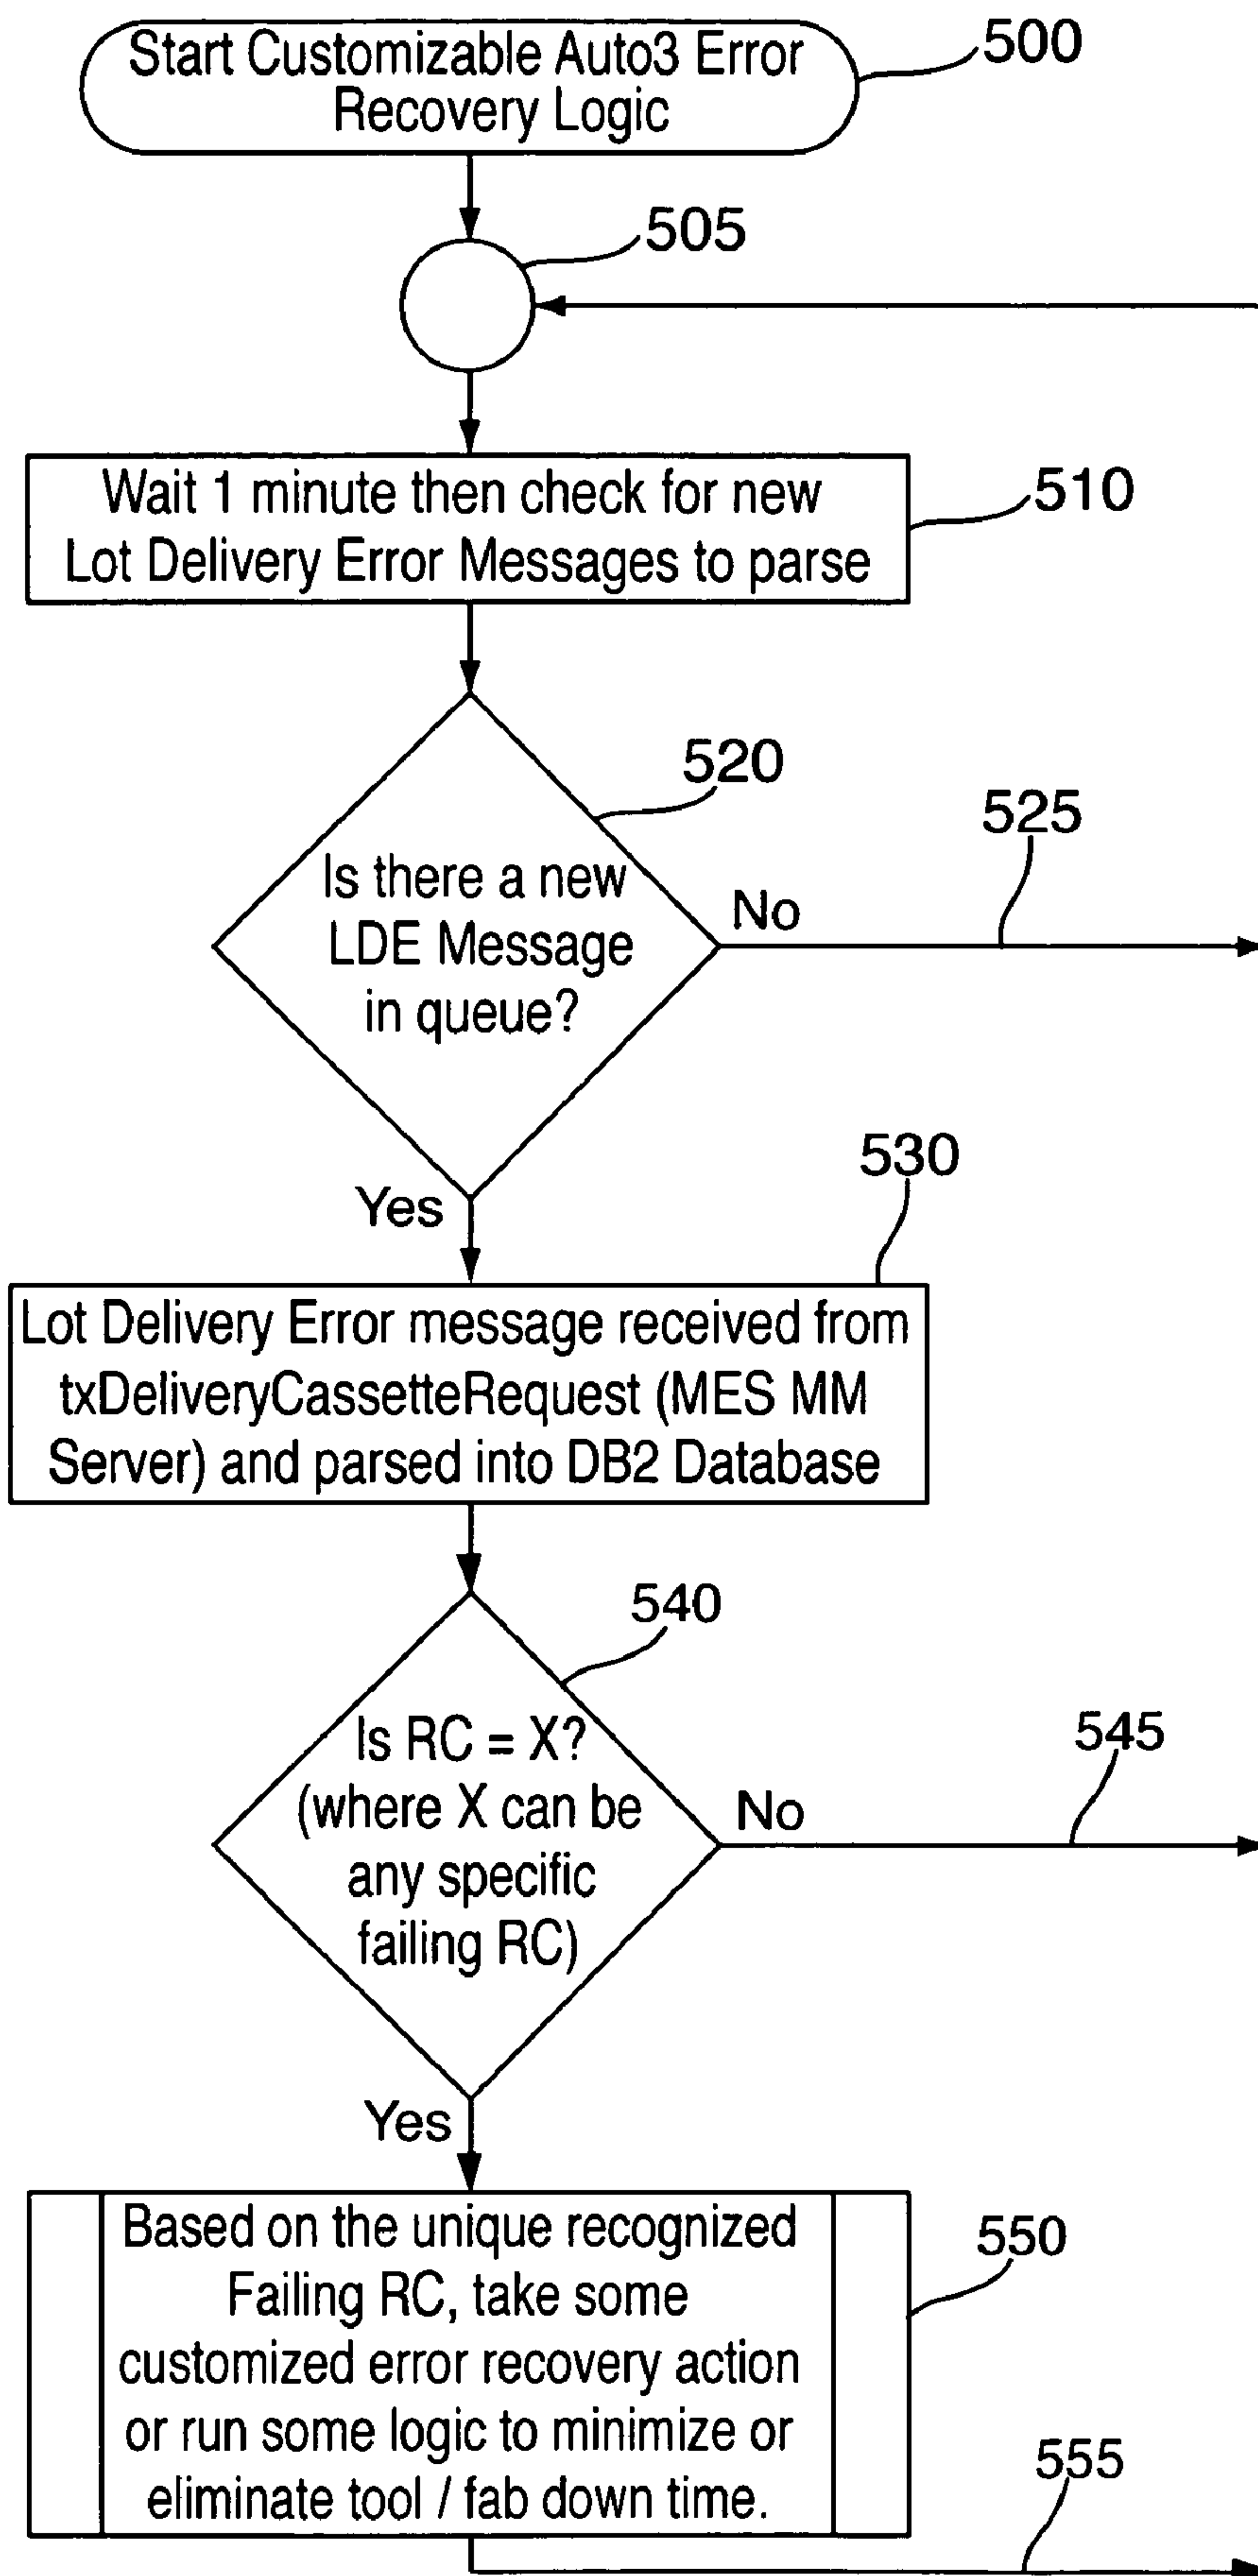 Start Customizable Auto3 Error
Recovery Logic
500
505
Wait 1 minute then check for new
Lot Delivery Error Messages to parse
510
520
525
Is there a new
LDE Message
in queue?
No
Yes
530
Lot Delivery Error message received from
txDeliveryCassetteRequest (MES MM
Server) and parsed into DB2 Database
540
545
Is RC = X?
(where X can be
any specific
failing RC)
No
Yes
550
Based on the unique recognized
Failing RC, take some
customized error recovery action
or run some logic to minimize or
eliminate tool / fab down time.
555